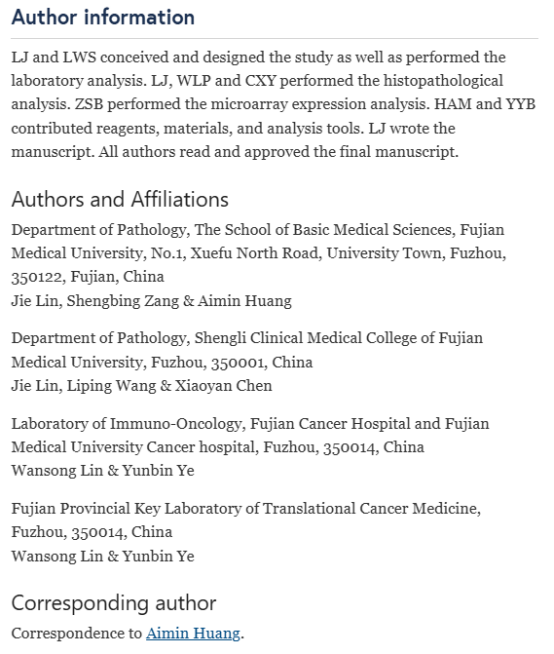 Author information
LJ and LWS conceived and designed the study as well as performed the
laboratory analysis. LJ, WLP and CXY performed the histopathological
analysis. ZSB performed the microarray expression analysis. HAM and YYB
contributed reagents, materials, and analysis tools. LJ wrote the
manuscript. All authors read and approved the final manuscript.
Authors and Affiliations
Department of Pathology, The School of Basic Medical Sciences, Fujian
Medical University, No.1, Xuefu North Road, University Town, Fuzhou,
350122, Fujian, China
Jie Lin, Shengbing Zang & Aimin Huang
Department of Pathology, Shengli Clinical Medical College of Fujian
Medical University, Fuzhou, 350001, China
Jie Lin, Liping Wang & Xiaoyan Chen
Laboratory of Immuno-Oncology, Fujian Cancer Hospital and Fujian
Medical University Cancer hospital, Fuzhou, 350014, China
Wansong Lin & Yunbin Ye
Fujian Provincial Key Laboratory of Translational Cancer Medicine,
Fuzhou, 350014, China
Wansong Lin & Yunbin Ye
Corresponding author
Correspondence to Aimin Huang.